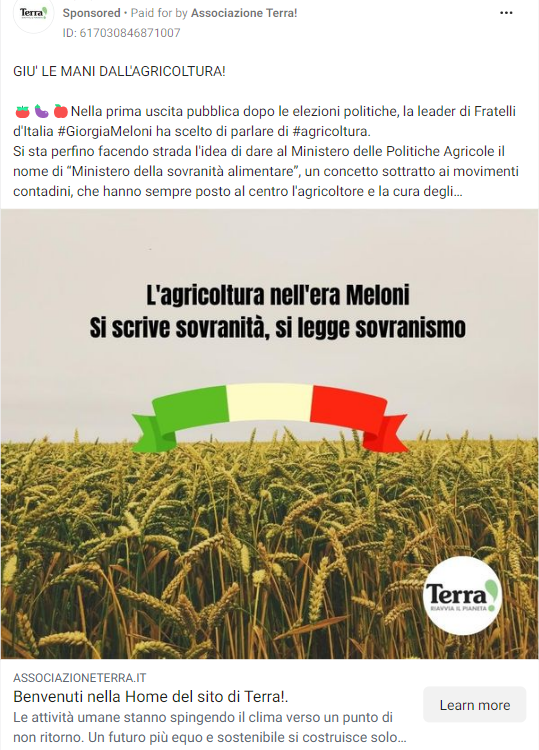 Terra!
Sponsored • Paid for by Associazione Terra!
ID: 617030846871007
GIU' LE MANI DALL'AGRICOLTURA!
Nella prima uscita pubblica dopo le elezioni politiche, la leader di Fratelli
d'Italia #GiorgiaMeloni ha scelto di parlare di #agricoltura.
Si sta perfino facendo strada l'idea di dare al Ministero delle Politiche Agricole il
nome di “Ministero della sovranità alimentare”, un concetto sottratto ai movimenti
contadini, che hanno sempre posto al centro l'agricoltore e la cura degli...
L'agricoltura nell'era Meloni
Si scrive sovranità, si legge sovranismo
Terra!
RIAVVIA IL PIANETA
ASSOCIAZIONETERRA.IT
Benvenuti nella Home del sito di Terra!.
Learn more
Le attività umane stanno spingendo il clima verso un punto di
non ritorno. Un futuro più equo e sostenibile si costruisce solo...